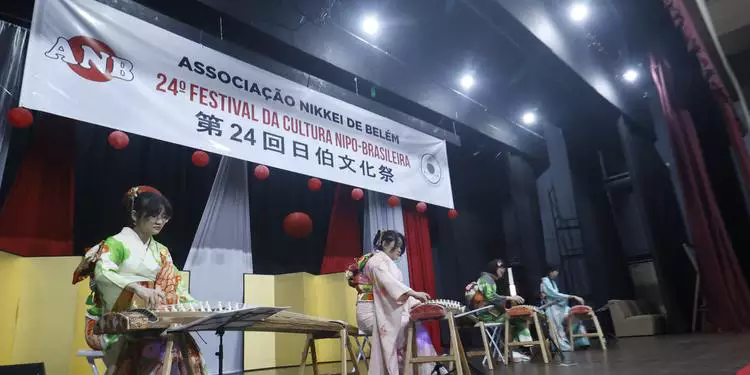 ANB
ASSOCIAÇÃO NIKKEI DE BELÉM
24º FESTIVAL DA CULTURA NIPO-BRASILEIRA
第24回日伯文化祭